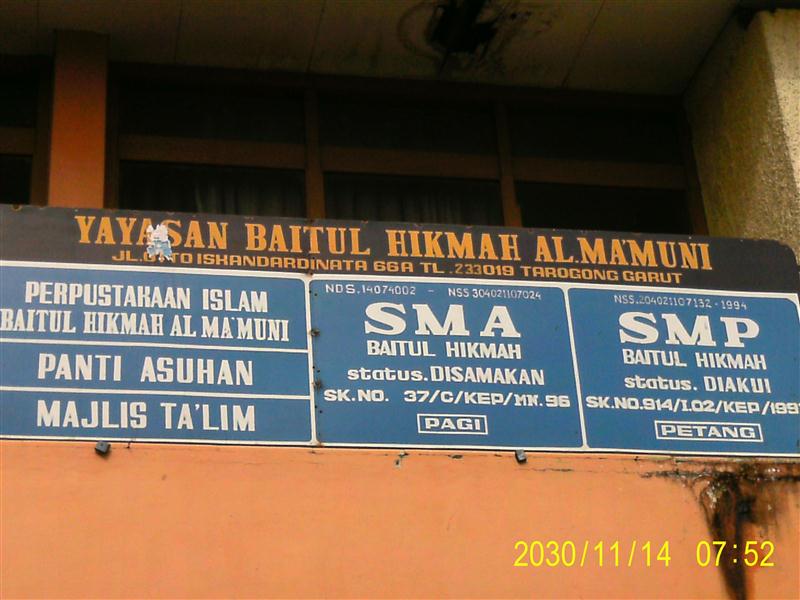 YAYASAN BAITUL HIKMAH AL.MA'MUNI
ISKANDARDINATA 66A TL .233019 TAROGONG GARUT
PERPUSTAKAAN ISLAM
BAITUL HIKMAH AL MA'MUNI
PANTI ASUHAN
MAJLIS TA'LIM
NDS.14074002 - NSS 304021107024
SMA
BAITUL HIKMAH
status.DISAMAKAN
SK.NO. 37/C/KEP/MN.96
PAGI
NSS.204021107132-1994
SMP
BAITUL HIKMAH
status. DIAKUI
SK.NO.914/I.02/KEP/1991
PETANG
2030/11/14 07:52